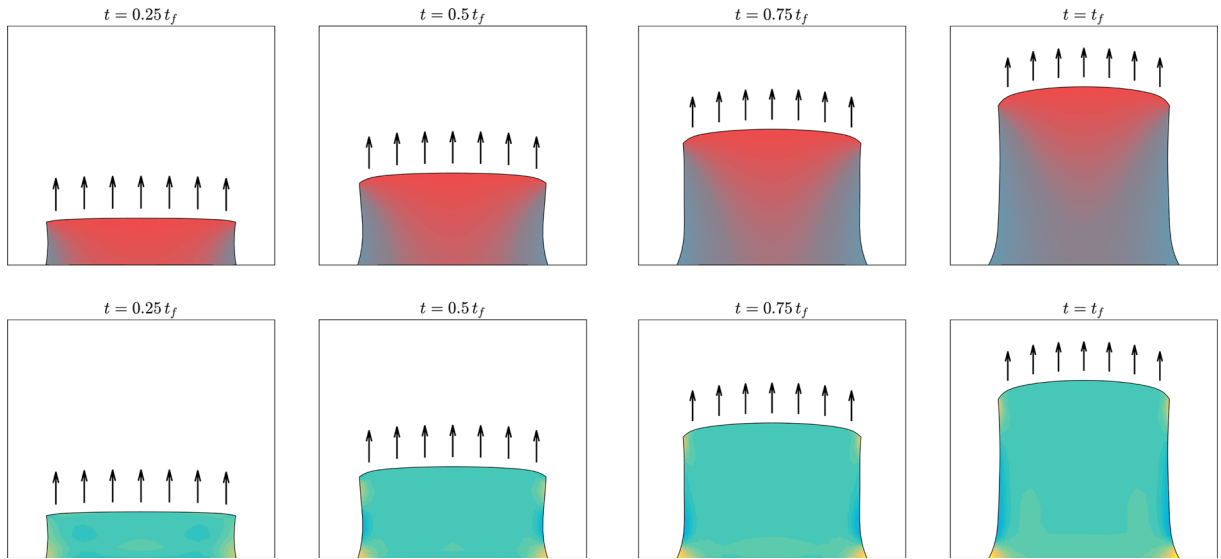 t = 0.25 t_f
t = 0.5 t_f
t = 0.75 t_f
t = t_f
t = 0.25 t_f
t = 0.5 t_f
t = 0.75 t_f
t = t_f